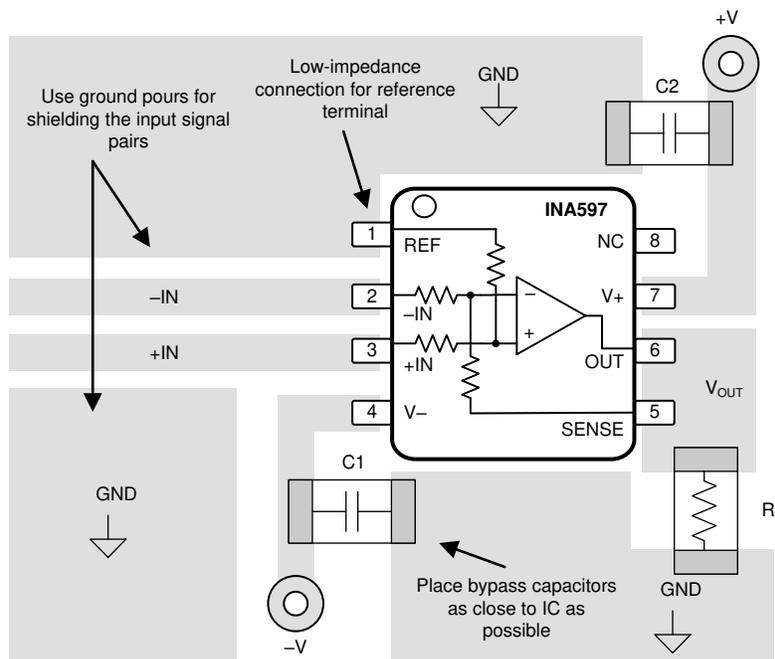 +V
Low-impedance
connection for reference
terminal
GND
C2
Use ground pours for
shielding the input signal
pairs
INA597
1
REF
NC
8
–IN
2
–IN
–
V+
7
+IN
3
+IN
+
OUT
6
4
V–
VOUT
SENSE
5
C1
GND
R
Place bypass capacitors
as close to IC as
possible
GND
–V